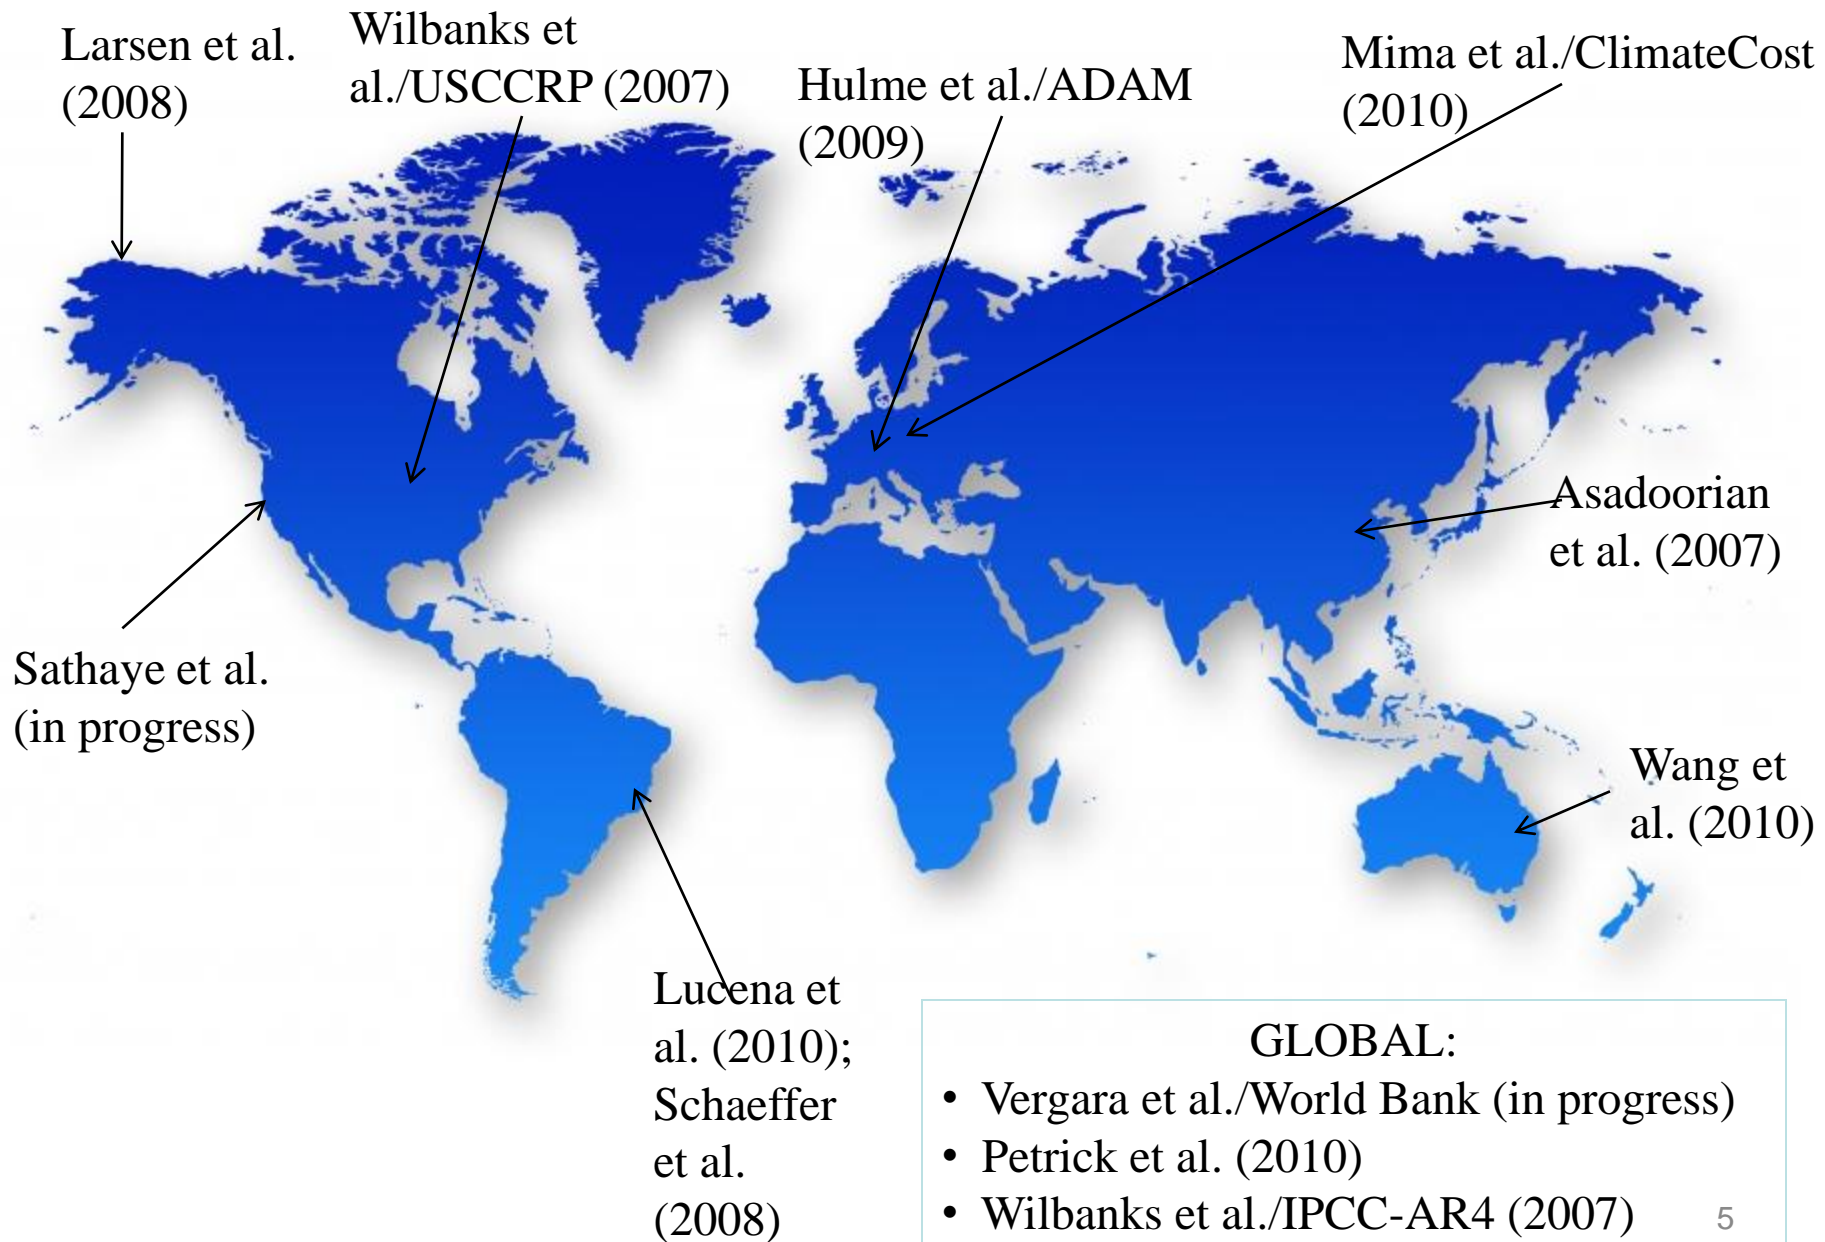 Larsen et al.
(2008)
Wilbanks et
al./USCCRP (2007)
Hulme et al./ADAM
(2009)
Mima et al./ClimateCost
(2010)
Asadoorian
et al. (2007)
Sathaye et al.
(in progress)
Wang et
al. (2010)
Lucena et
al. (2010);
Schaeffer
et al.
(2008)
GLOBAL:
• Vergara et al./World Bank (in progress)
• Petrick et al. (2010)
• Wilbanks et al./IPCC-AR4 (2007)
5